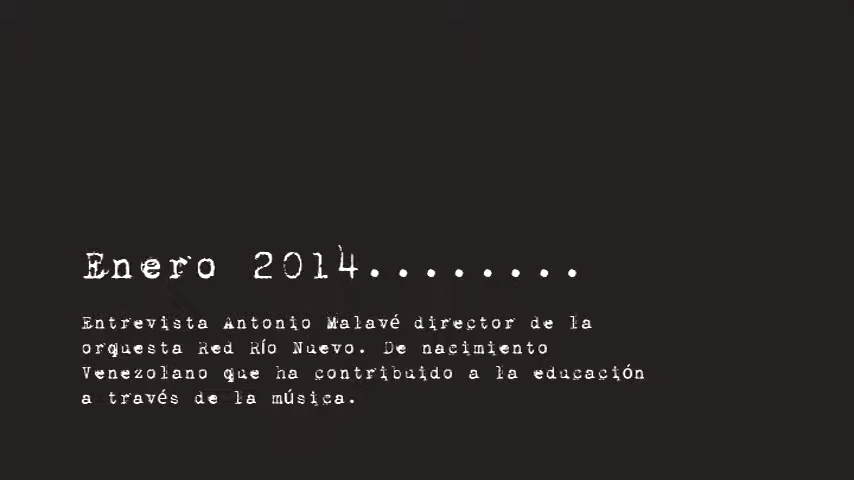 Enero 2014.........
Entrevista Antonio Malavé director de la
orquesta Red Río Nuevo. De nacimiento
Venezolano que ha contribuido a la educación
a través de la música.